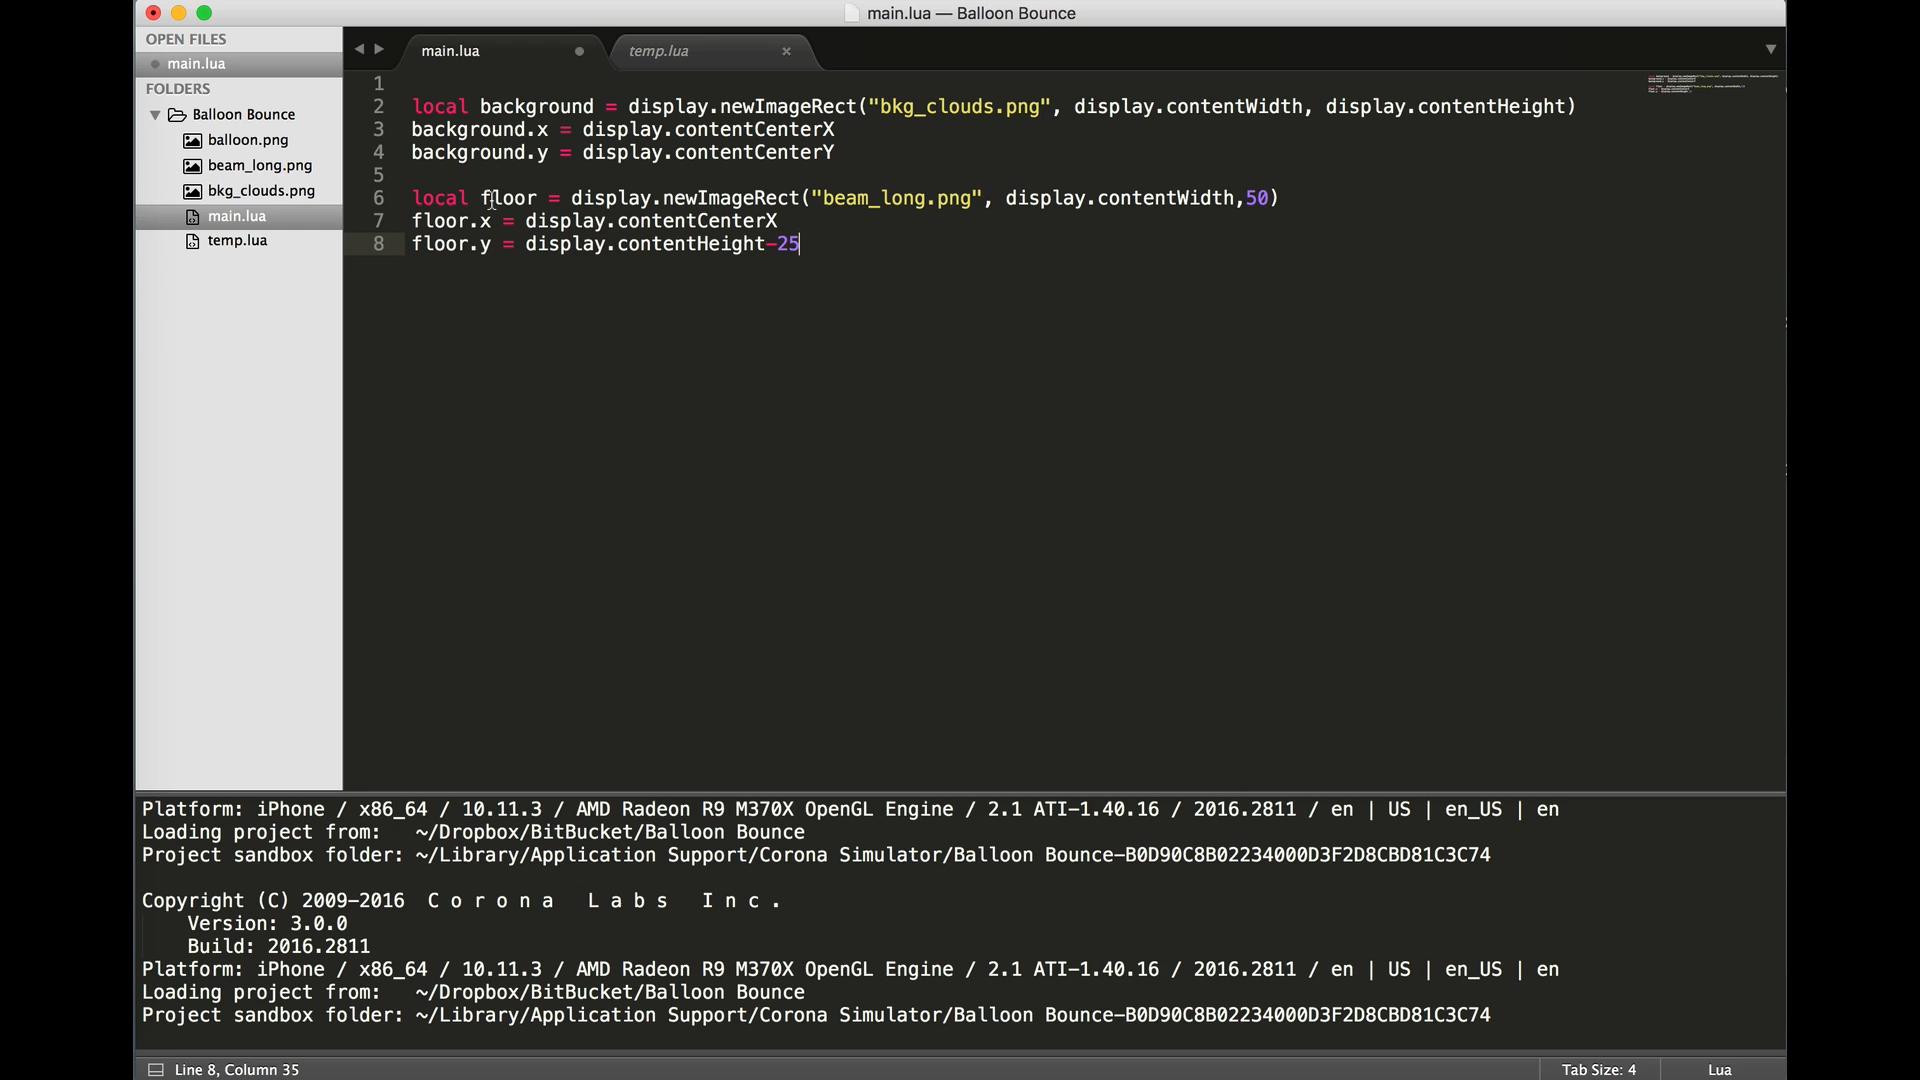 main.lua — Balloon Bounce
OPEN FILES
main.lua
FOLDERS
Balloon Bounce
balloon.png
beam_long.png
bkg_clouds.png
main.lua
temp.lua
main.lua
temp.lua
1
2 local background = display.newImageRect("bkg_clouds.png", display.contentWidth, display.contentHeight)
3 background.x = display.contentCenterX
4 background.y = display.contentCenterY
5
6 local floor = display.newImageRect("beam_long.png", display.contentWidth,50)
7 floor.x = display.contentCenterX
8 floor.y = display.contentHeight-25
Platform: iPhone / x86_64 / 10.11.3 / AMD Radeon R9 M370X OpenGL Engine / 2.1 ATI-1.40.16 / 2016.2811 / en | US | en_US | en
Loading project from: ~/Dropbox/BitBucket/Balloon Bounce
Project sandbox folder: ~/Library/Application Support/Corona Simulator/Balloon Bounce-B0D90C8B02234000D3F2D8CBD81C3C74
Copyright (C) 2009-2016 C o r o n a L a b s I n c .
Version: 3.0.0
Build: 2016.2811
Platform: iPhone / x86_64 / 10.11.3 / AMD Radeon R9 M370X OpenGL Engine / 2.1 ATI-1.40.16 / 2016.2811 / en | US | en_US | en
Loading project from: ~/Dropbox/BitBucket/Balloon Bounce
Project sandbox folder: ~/Library/Application Support/Corona Simulator/Balloon Bounce-B0D90C8B02234000D3F2D8CBD81C3C74
Line 8, Column 35
Tab Size: 4
Lua